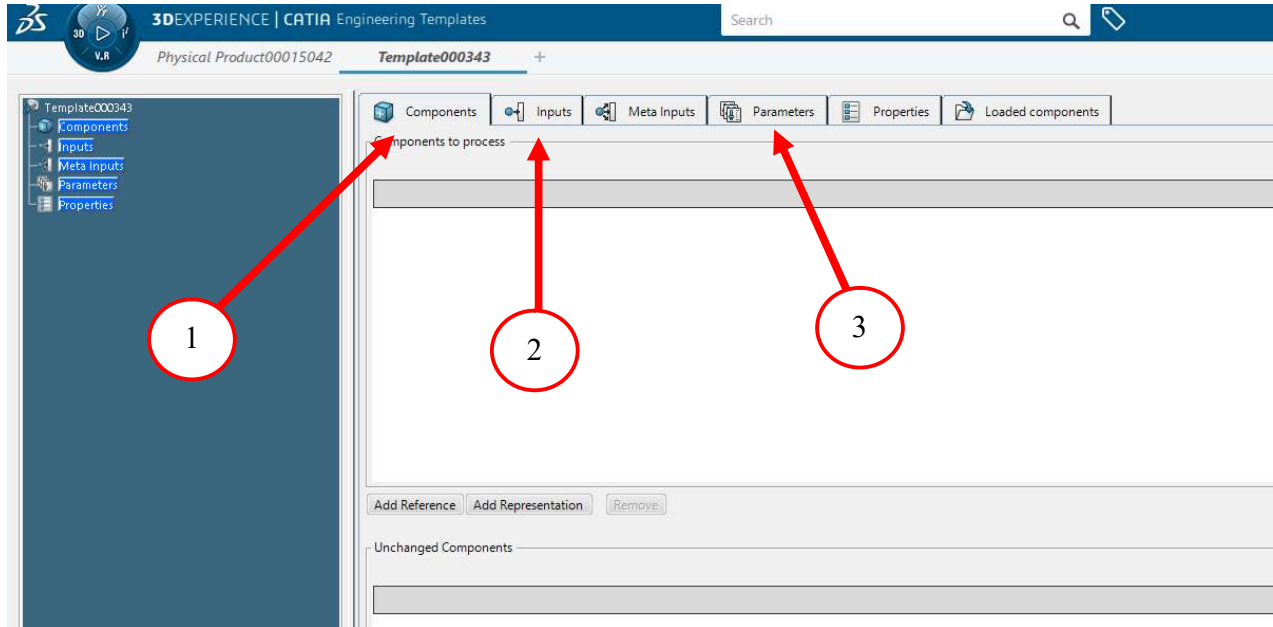 3DEXPERIENCE | CATIA Engineering Templates
Search
3D
V.R
Physical Product00015042
Template000343
+
Template000343
Components
Inputs
Meta Inputs
Parameters
Properties
Components
Inputs
Meta Inputs
Parameters
Properties
Loaded components
Components to process
1
2
3
Add Reference
Add Representation
Remove
Unchanged Components